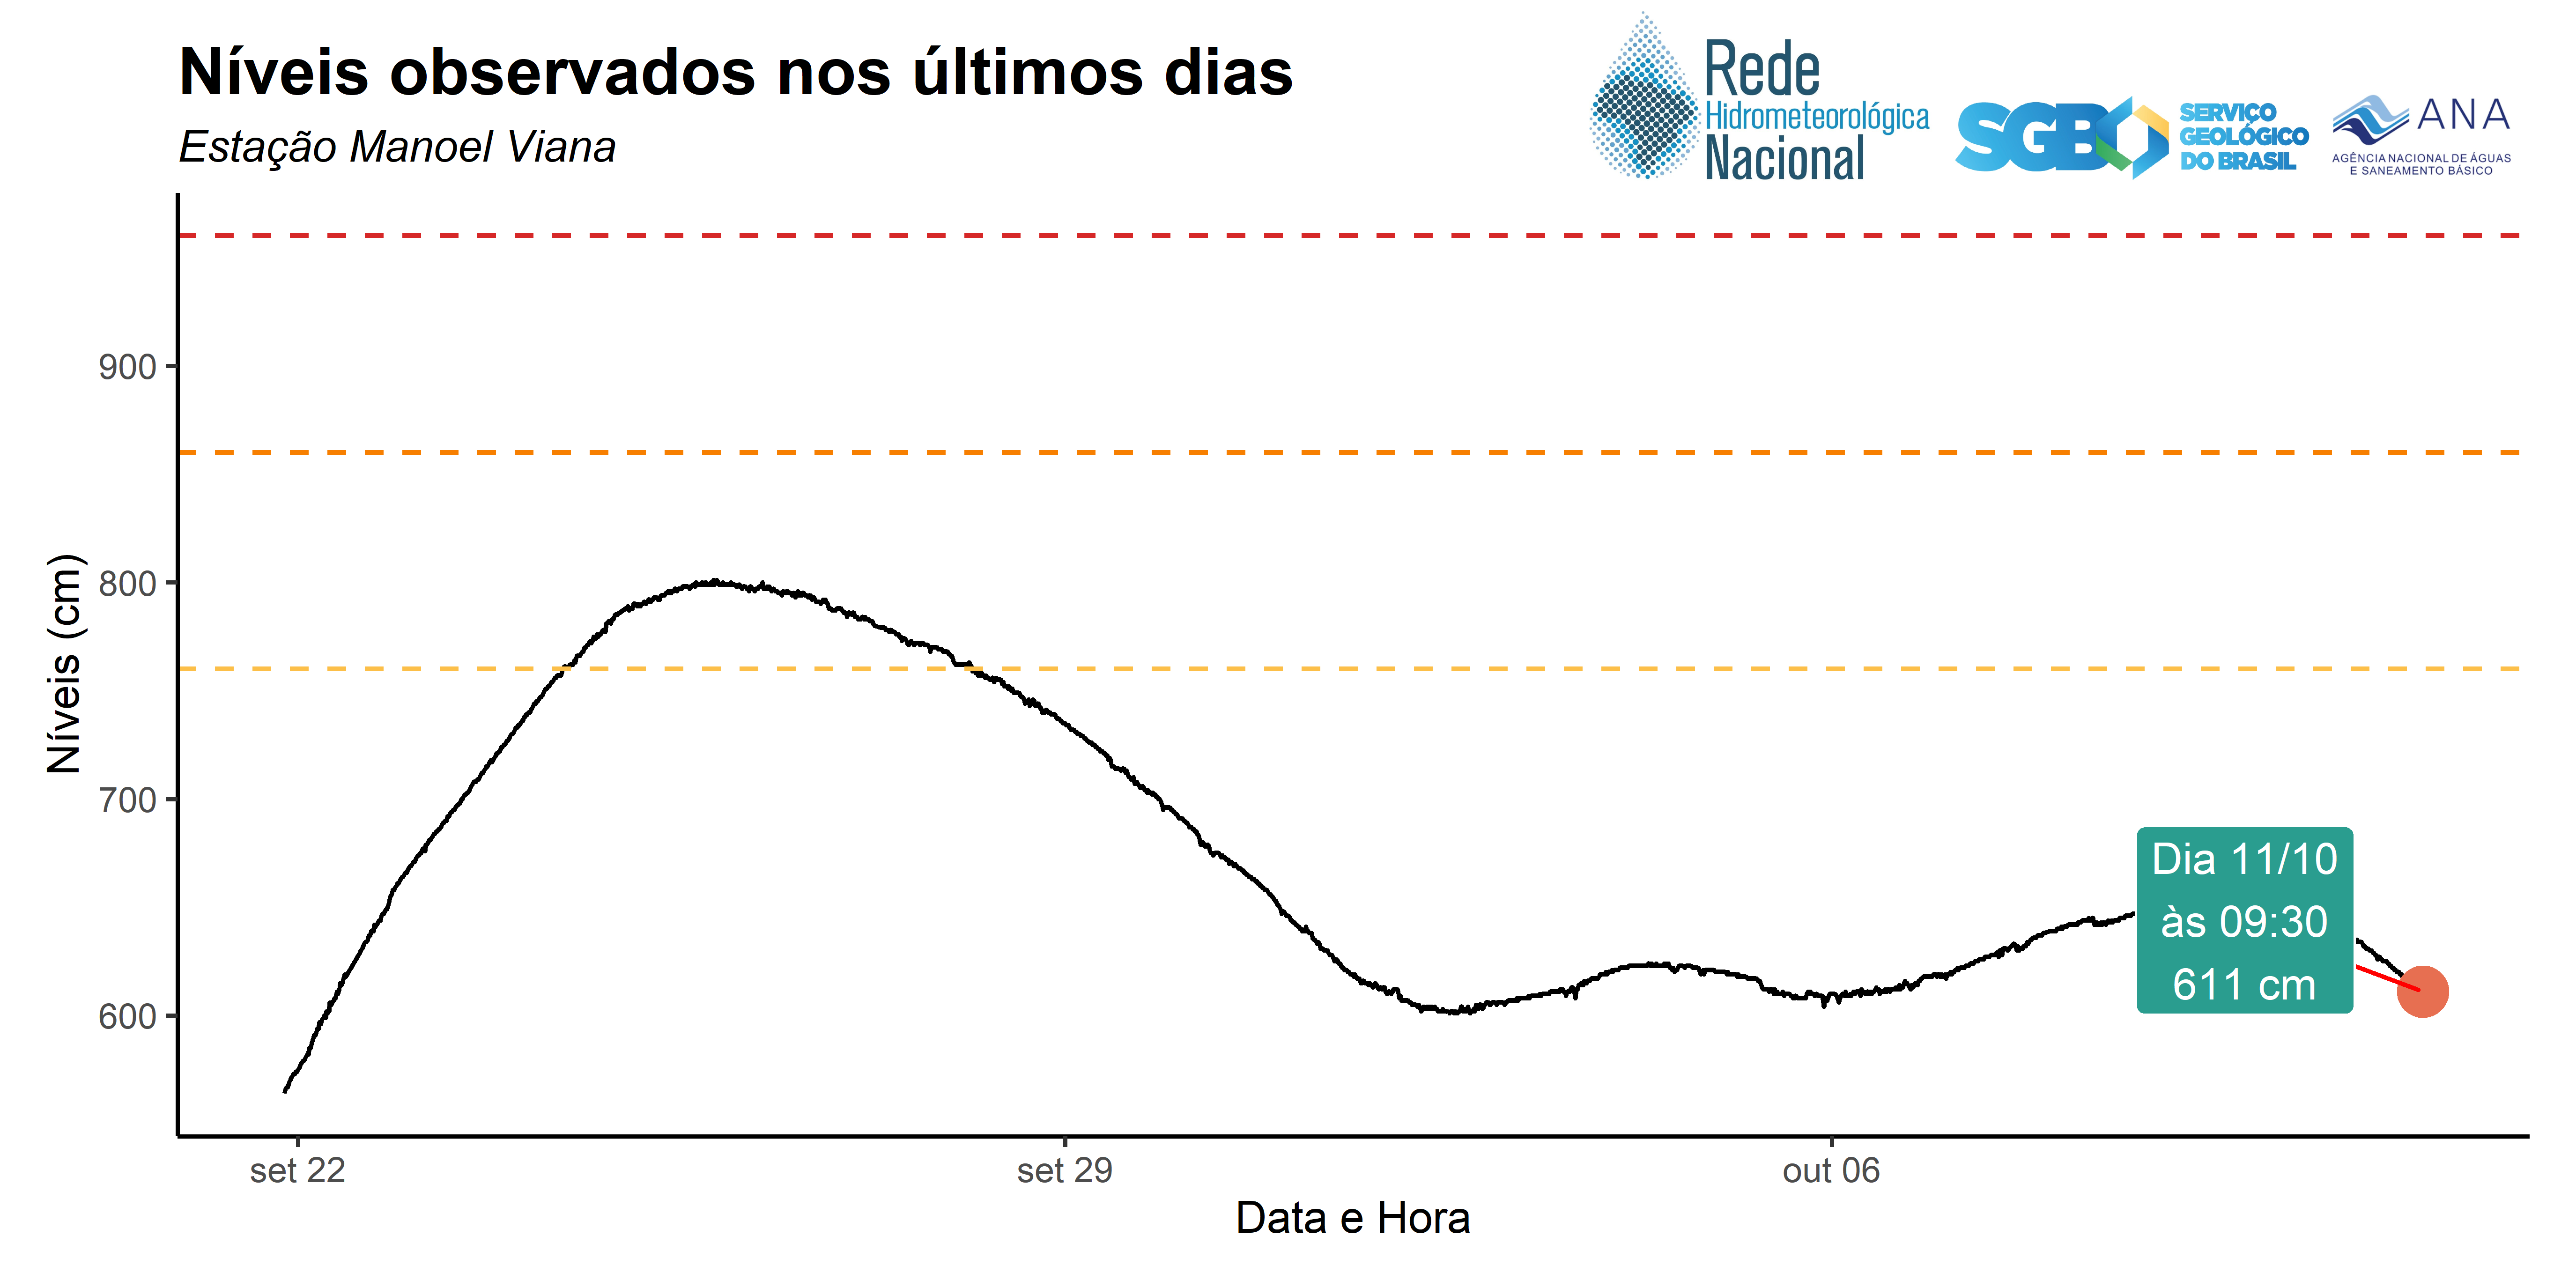 Níveis observados nos últimos dias
Estação Manoel Viana
Rede
Hidrometeorológica
Nacional
SGB
SERVIÇO
GEOLÓGICO
DO BRASIL
ANA
AGÊNCIA NACIONAL DE ÁGUAS
E SANEAMENTO BÁSICO
Níveis (cm)
900
800
700
600
Dia 11/10
às 09:30
611 cm
set 22
set 29
out 06
Data e Hora